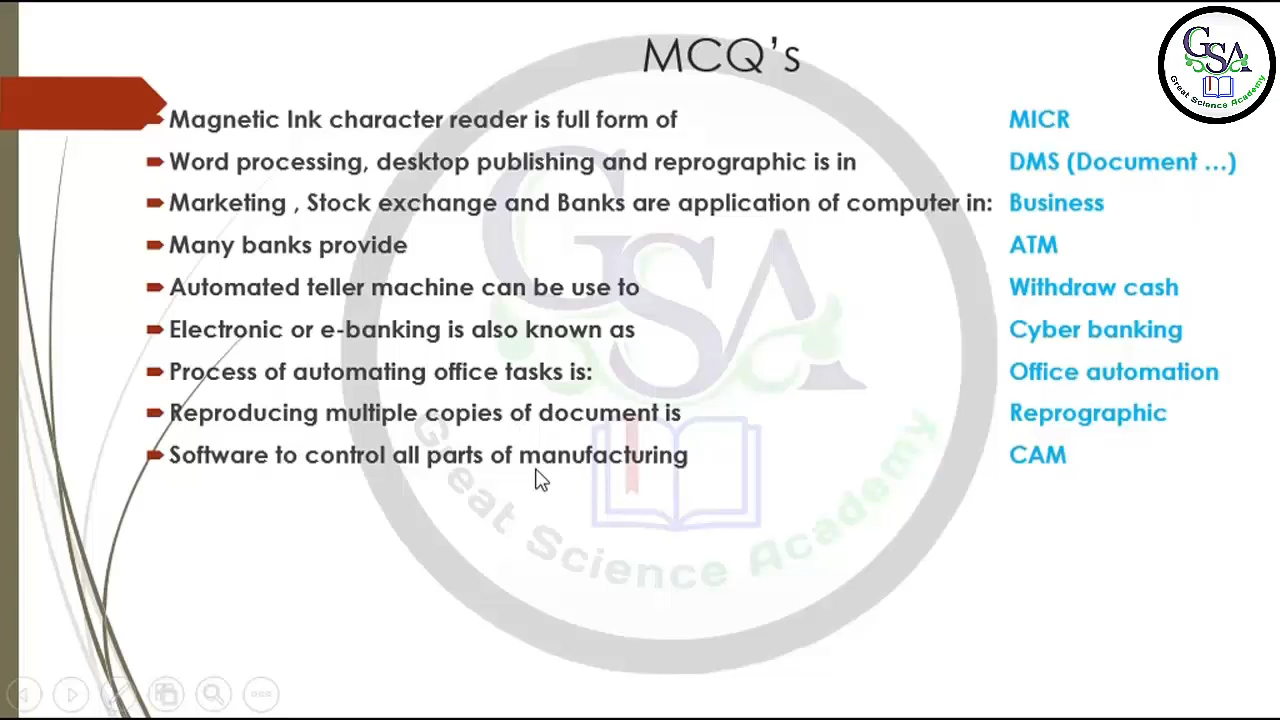 MCQ's
GSA
Great Science Academy
Magnetic Ink character reader is full form of MICR
Word processing, desktop publishing and reprographic is in DMS (Document ...)
Marketing , Stock exchange and Banks are application of computer in: Business
Many banks provide ATM
Automated teller machine can be use to Withdraw cash
Electronic or e-banking is also known as Cyber banking
Process of automating office tasks is: Office automation
Reproducing multiple copies of document is Reprographic
Software to control all parts of manufacturing CAM
GSA
Great Science Academy